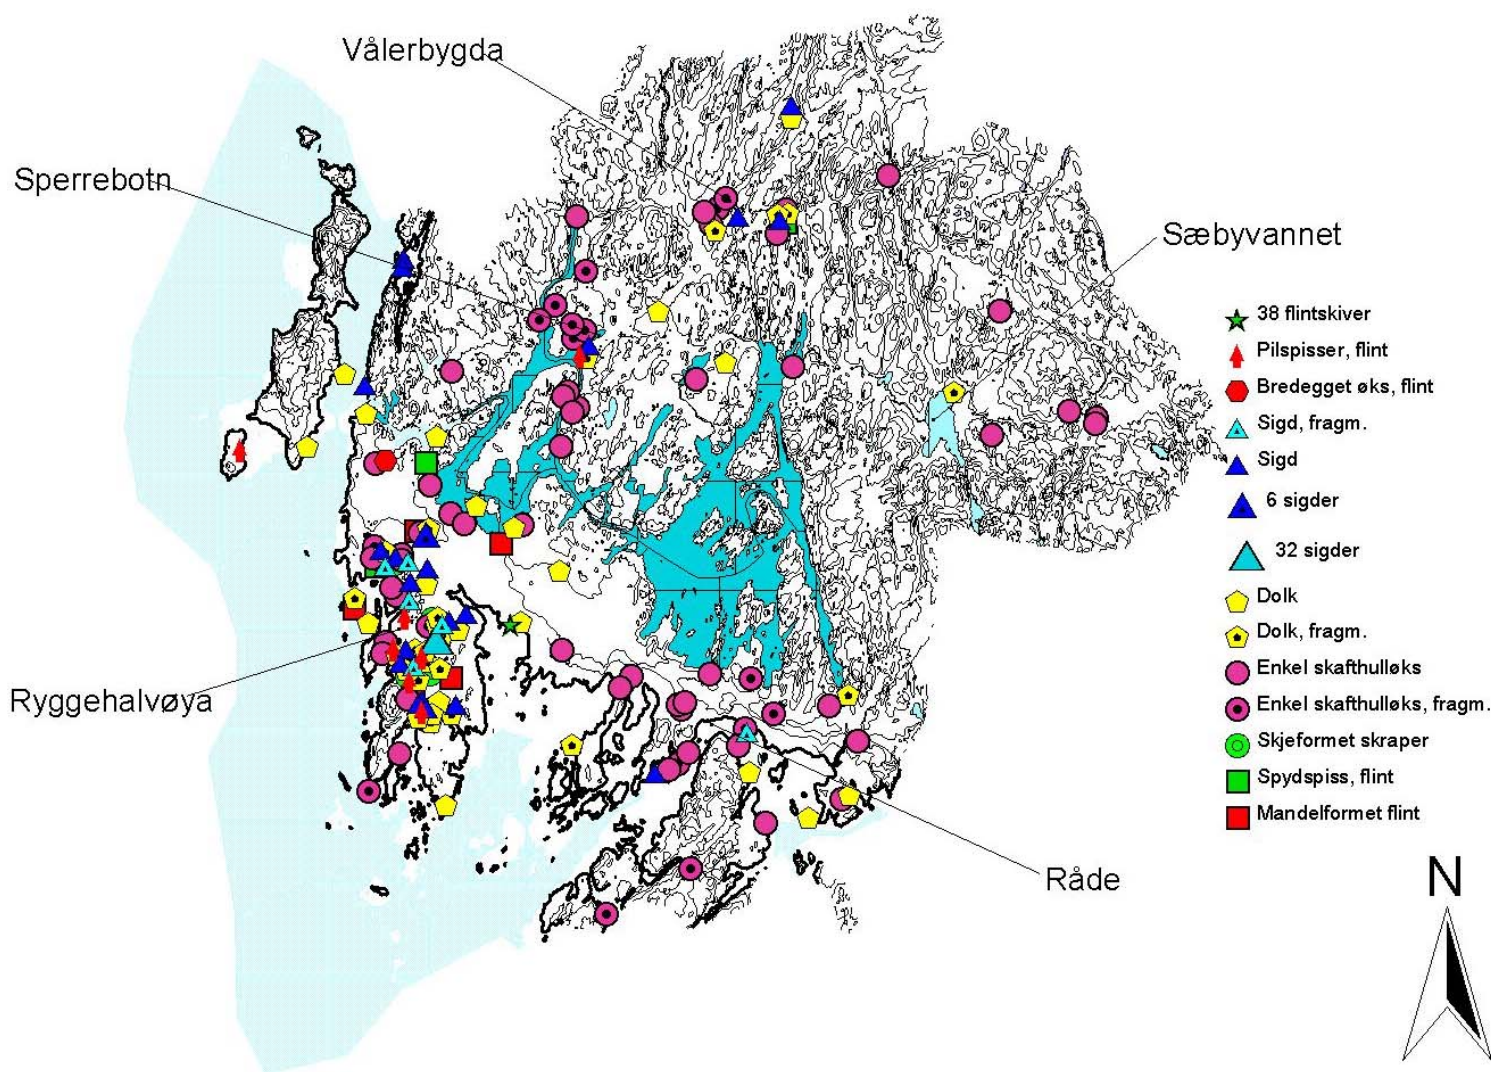 Vålerbygda
Sperrebotn
Sæbyvannet
38 flintskiver
Pilspisser, flint
Bredegget øks, flint
Sigd, fragm.
Sigd
6 sigder
32 sigder
Dolk
Dolk, fragm.
Enkel skafthulløks
Enkel skafthulløks, fragm.
Skjeformet skraper
Spydspiss, flint
Mandelformet flint
Ryggehalvøya
Råde
N